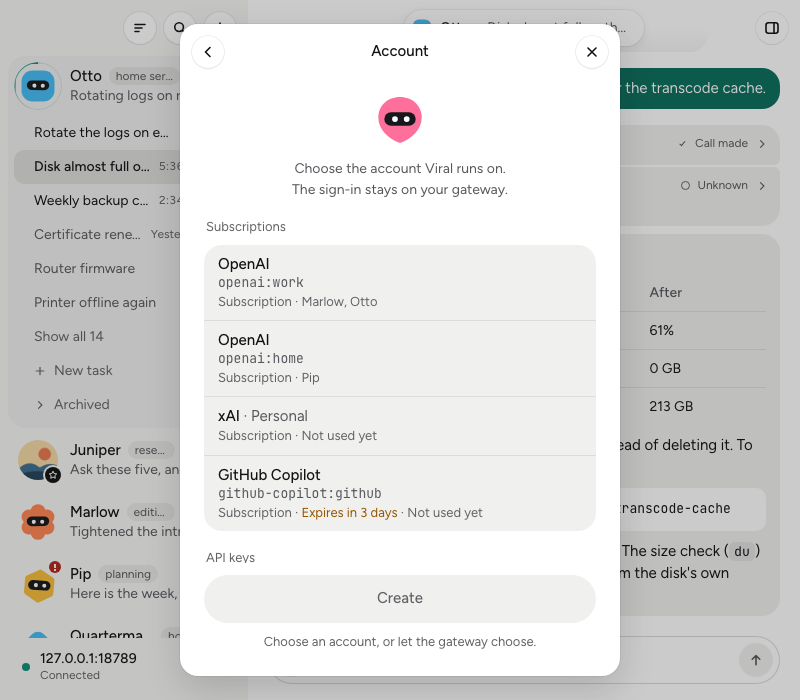 Account
Choose the account Viral runs on.
The sign-in stays on your gateway.
Subscriptions
OpenAI
openai:work
Subscription · Marlow, Otto
OpenAI
openai:home
Subscription · Pip
xAI · Personal
Subscription · Not used yet
GitHub Copilot
github-copilot:github
Subscription · Expires in 3 days · Not used yet
API keys
Create
Choose an account, or let the gateway choose.
Otto home ser...
Rotating logs on
Rotate the logs on e...
Disk almost full o... 5:36
Weekly backup c... 2:34
Certificate rene... Yeste
Router firmware
Printer offline again
Show all 14
+ New task
Archived
Juniper rese...
Ask these five, an
Marlow editi...
Tightened the intr
Pip planning
Here is the week,
Quarterma
127.0.0.1:18789
Connected
the transcode cache.
Call made
Unknown
After
61%
0 GB
213 GB
ead of deleting it. To
transcode-cache
The size check (du)
m the disk's own